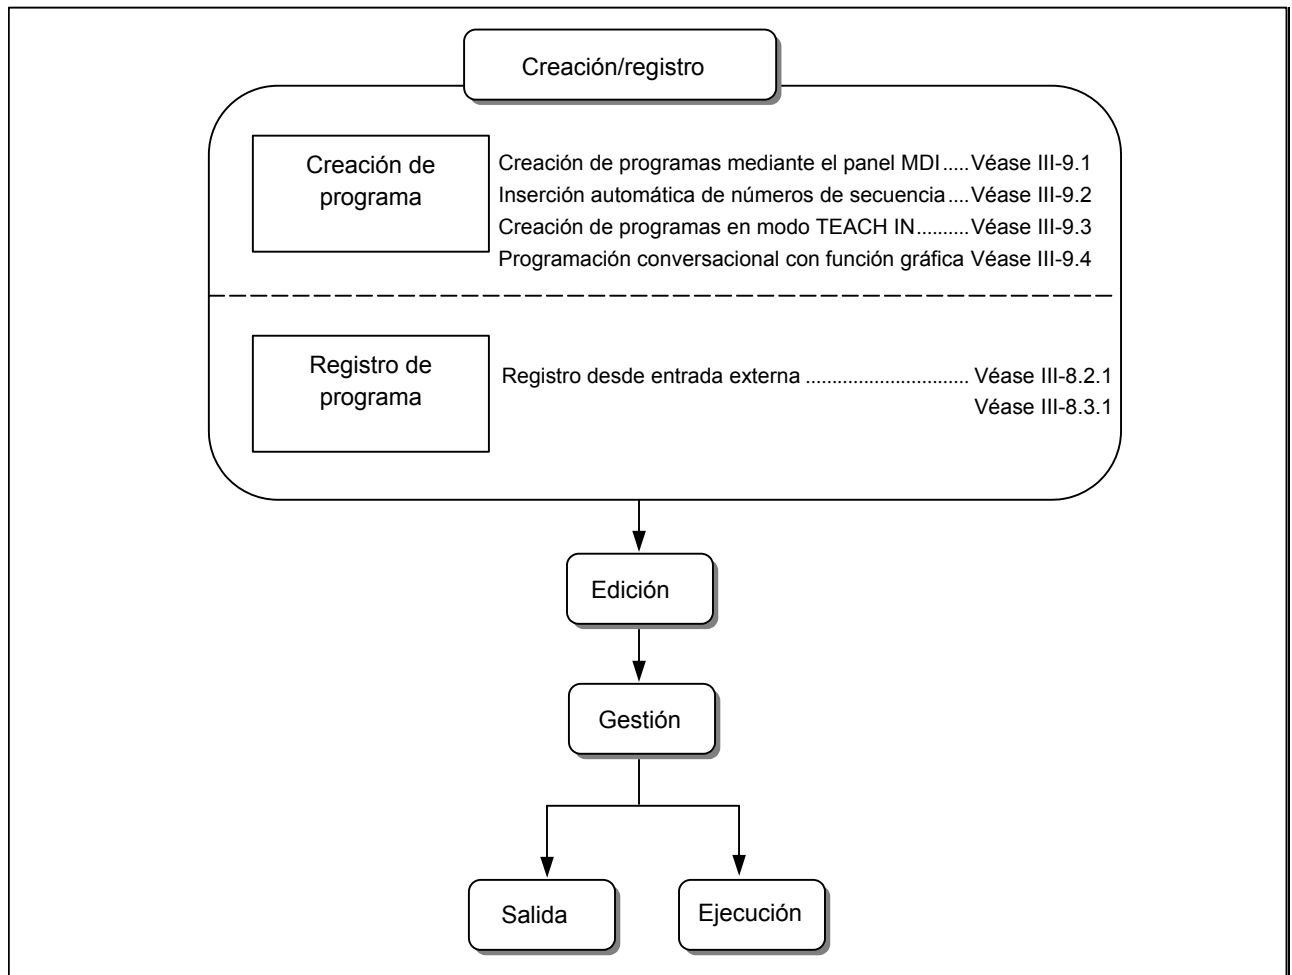 Creación/registro
Creación de
programa
Creación de programas mediante el panel MDI.....Véase III-9.1
Inserción automática de números de secuencia....Véase III-9.2
Creación de programas en modo TEACH IN..........Véase III-9.3
Programación conversacional con función gráfica Véase III-9.4
Registro de
programa
Registro desde entrada externa ............................... Véase III-8.2.1
Véase III-8.3.1
Edición
Gestión
Salida
Ejecución